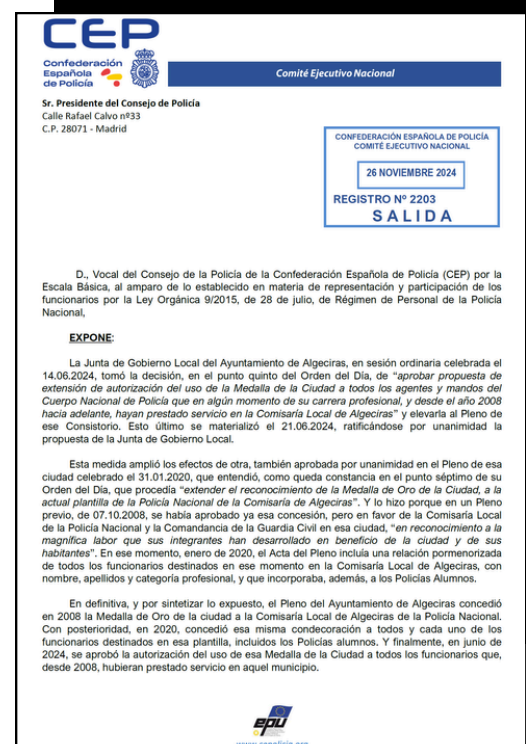 CEP
Confederación
Española
de Policía
Comité Ejecutivo Nacional
Sr. Presidente del Consejo de Policía
Calle Rafael Calvo nº33
C.P. 28071 - Madrid
CONFEDERACIÓN ESPAÑOLA DE POLICÍA
COMITÉ EJECUTIVO NACIONAL
26 NOVIEMBRE 2024
REGISTRO Nº 2203
SALIDA
D., Vocal del Consejo de la Policía de la Confederación Española de Policía (CEP) por la
Escala Básica, al amparo de lo establecido en materia de representación y participación de los
funcionarios por la Ley Orgánica 9/2015, de 28 de julio, de Régimen de Personal de la Policía
Nacional,
EXPONE:
La Junta de Gobierno Local del Ayuntamiento de Algeciras, en sesión ordinaria celebrada el
14.06.2024, tomó la decisión, en el punto quinto del Orden del Día, de “aprobar propuesta de
extensión de autorización del uso de la Medalla de la Ciudad a todos los agentes y mandos del
Cuerpo Nacional de Policía que en algún momento de su carrera profesional, y desde el año 2008
hacia adelante, hayan prestado servicio en la Comisaría Local de Algeciras” y elevarla al Pleno de
ese Consistorio. Esto último se materializó el 21.06.2024, ratificándose por unanimidad la
propuesta de la Junta de Gobierno Local.
Esta medida amplió los efectos de otra, también aprobada por unanimidad en el Pleno de esa
ciudad celebrado el 31.01.2020, que entendió, como queda constancia en el punto séptimo de su
Orden del Día, que procedía “extender el reconocimiento de la Medalla de Oro de la Ciudad, a la
actual plantilla de la Policía Nacional de la Comisaría de Algeciras”. Y lo hizo porque en un Pleno
previo, de 07.10.2008, se había aprobado ya esa concesión, pero en favor de la Comisaría Local
de la Policía Nacional y la Comandancia de la Guardia Civil en esa ciudad, “en reconocimiento a la
magnífica labor que sus integrantes han desarrollado en beneficio de la ciudad y de sus
habitantes”. En ese momento, enero de 2020, el Acta del Pleno incluía una relación pormenorizada
de todos los funcionarios destinados en ese momento en la Comisaría Local de Algeciras, con
nombre, apellidos y categoría profesional, y que incorporaba, además, a los Policías Alumnos.
En definitiva, y por sintetizar lo expuesto, el Pleno del Ayuntamiento de Algeciras concedió
en 2008 la Medalla de Oro de la ciudad a la Comisaría Local de Algeciras de la Policía Nacional.
Con posterioridad, en 2020, concedió esa misma condecoración a todos y cada uno de los
funcionarios destinados en esa plantilla, incluidos los Policías alumnos. Y finalmente, en junio de
2024, se aprobó la autorización del uso de esa Medalla de la Ciudad a todos los funcionarios que,
desde 2008, hubieran prestado servicio en aquel municipio.
epu